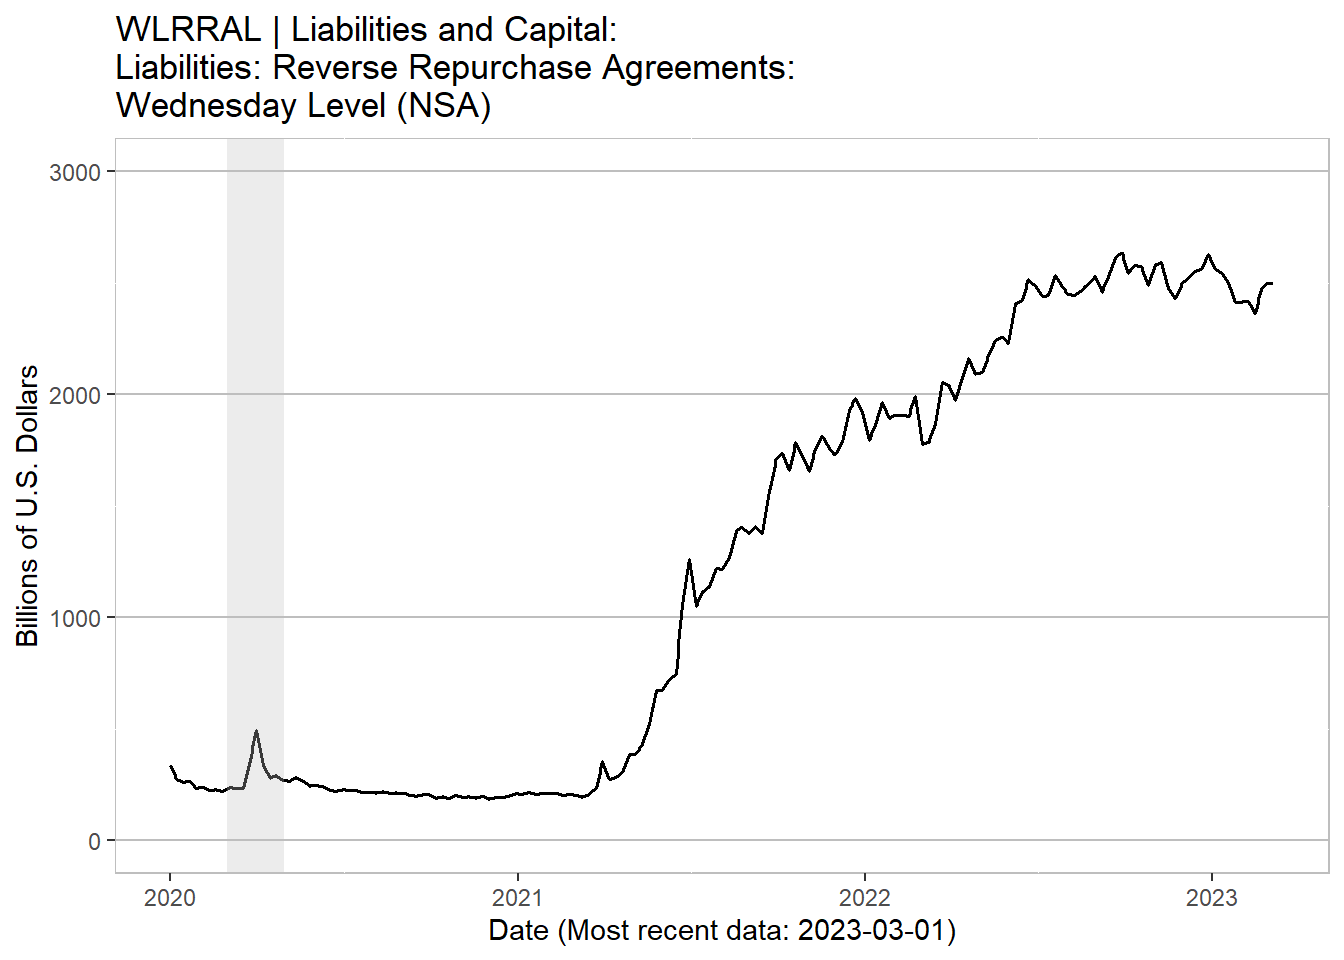 WLRRAL | Liabilities and Capital:
Liabilities: Reverse Repurchase Agreements:
Wednesday Level (NSA)
Billions of U.S. Dollars
3000
2000
1000
0
2020 2021 2022 2023
Date (Most recent data: 2023-03-01)